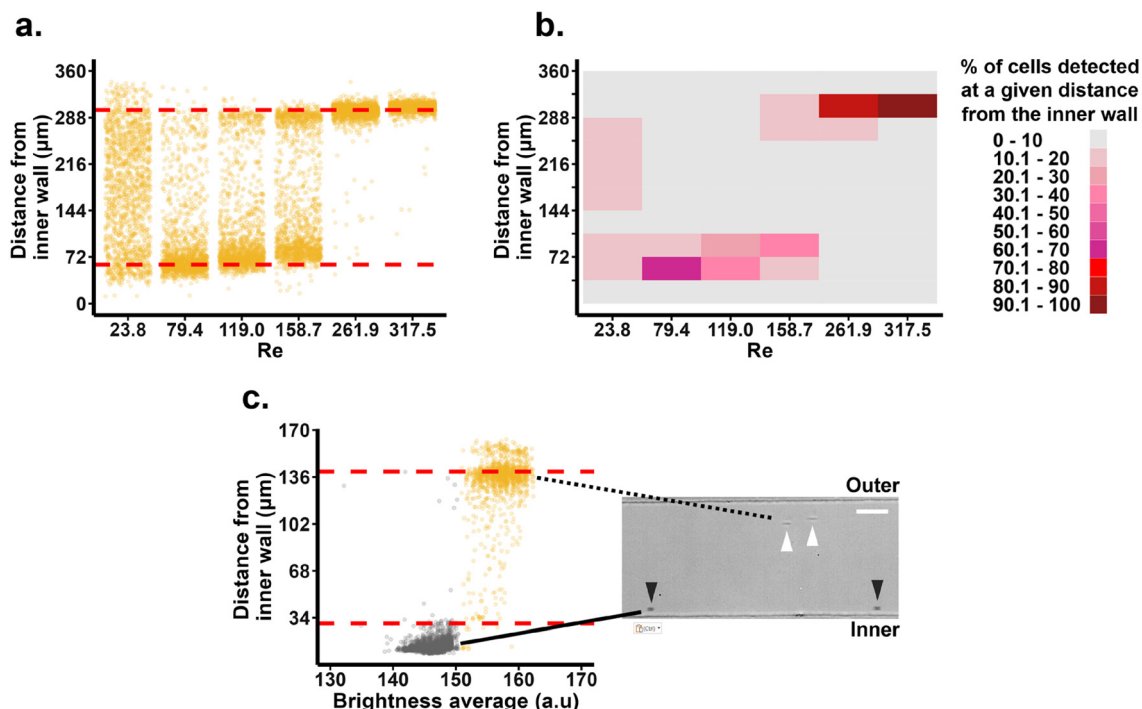 a.
Distance from
inner wall (µm)
360
288
216
144
72
0
23.8 79.4 119.0 158.7 261.9 317.5
Re
b.
Distance from
inner wall (µm)
360
288
216
144
72
0
23.8 79.4 119.0 158.7 261.9 317.5
Re
% of cells detected
at a given distance
from the inner wall
0 - 10
10.1 - 20
20.1 - 30
30.1 - 40
40.1 - 50
50.1 - 60
60.1 - 70
70.1 - 80
80.1 - 90
90.1 - 100
c.
Distance from
inner wall (µm)
170
136
102
68
34
130 140 150 160 170
Brightness average (a.u)
Outer
Inner
(Ctrl)